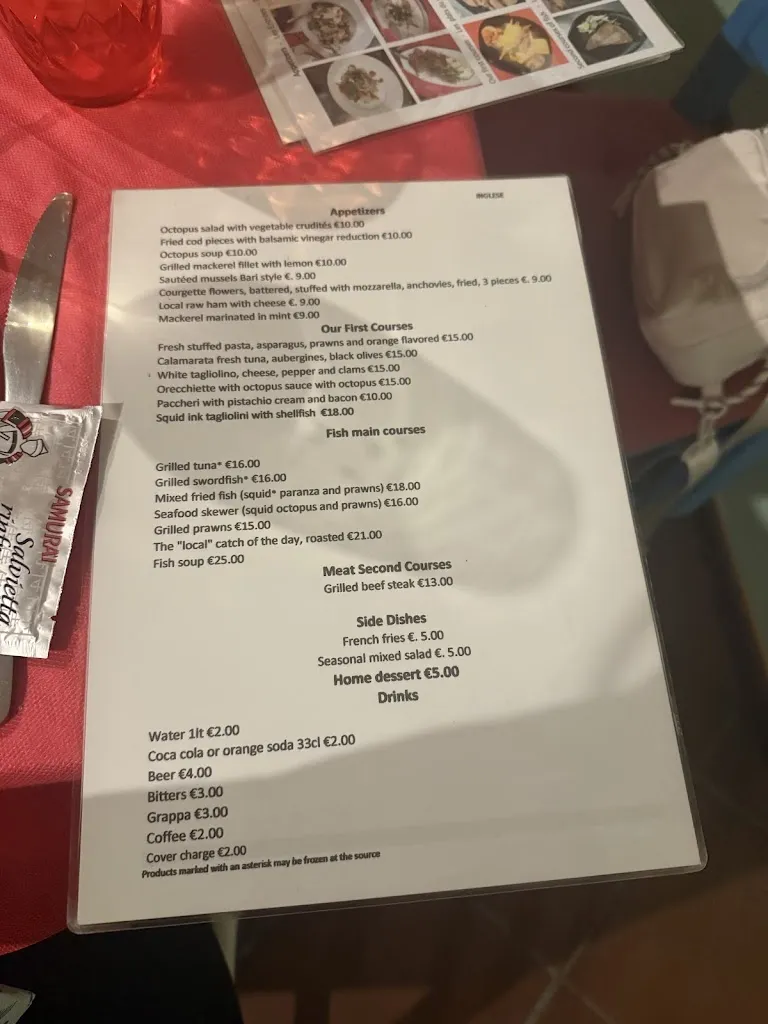 INGLESE
Appetizers
Octopus salad with vegetable crudités €10.00
Fried cod pieces with balsamic vinegar reduction €10.00
Octopus soup €10.00
Grilled mackerel fillet with lemon €10.00
Sautéed mussels Bari style €. 9.00
Courgette flowers, battered, stuffed with mozzarella, anchovies, fried, 3 pieces €. 9.00
Local raw ham with cheese €. 9.00
Mackerel marinated in mint €9.00
Our First Courses
Fresh stuffed pasta, asparagus, prawns and orange flavored €15.00
Calamarata fresh tuna, aubergines, black olives €15.00
White tagliolino, cheese, pepper and clams €15.00
Orecchiette with octopus sauce with octopus €15.00
Paccheri with pistachio cream and bacon €10.00
Squid ink tagliolini with shellfish €18.00
Fish main courses
Grilled tuna* €16.00
Grilled swordfish* €16.00
Mixed fried fish (squid* paranza and prawns) €18.00
Seafood skewer (squid octopus and prawns) €16.00
Grilled prawns €15.00
The "local" catch of the day, roasted €21.00
Fish soup €25.00
Meat Second Courses
Grilled beef steak €13.00
Side Dishes
French fries €. 5.00
Seasonal mixed salad €. 5.00
Home dessert €5.00
Drinks
Water 1lt €2.00
Coca cola or orange soda 33cl €2.00
Beer €4.00
Bitters €3.00
Grappa €3.00
Coffee €2.00
Cover charge €2.00
Products marked with an asterisk may be frozen at the source
SAMURAI
Salvietta